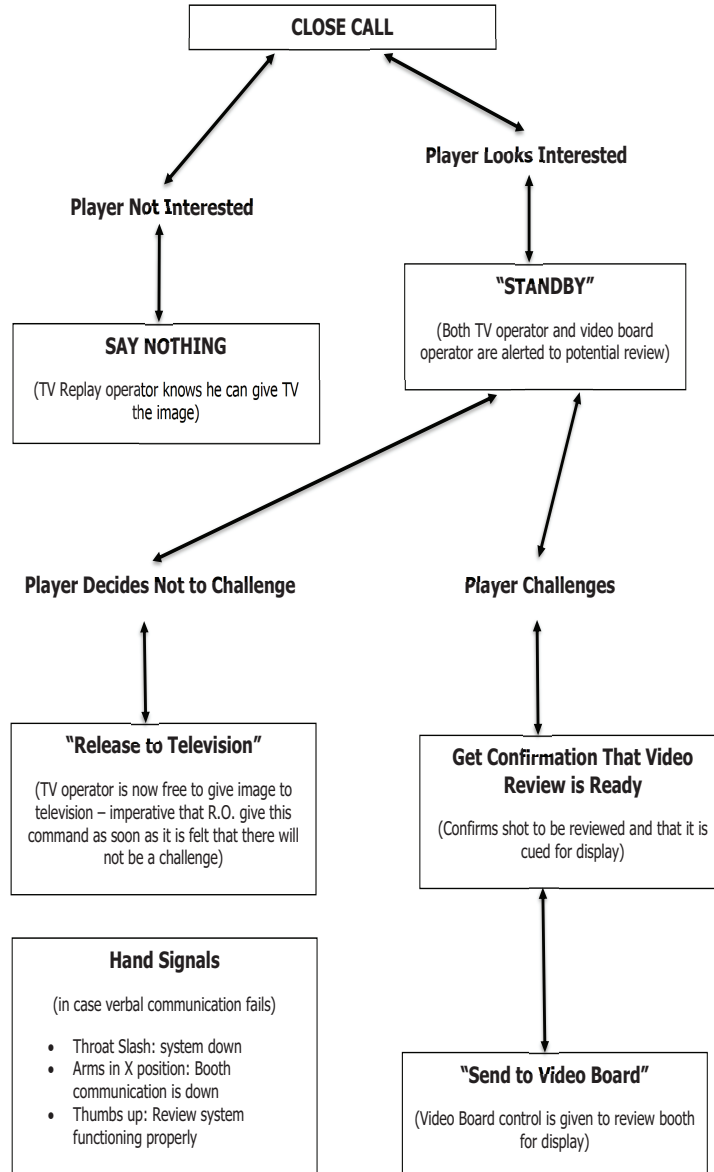 CLOSE CALL
Player Looks Interested
Player Not Interested
“STANDBY”
(Both TV operator and video board
operator are alerted to potential review)
SAY NOTHING
(TV Replay operator knows he can give TV
the image)
Player Decides Not to Challenge
Player Challenges
“Release to Television”
(TV operator is now free to give image to
television – imperative that R.O. give this
command as soon as it is felt that there will
not be a challenge)
Get Confirmation That Video
Review is Ready
(Confirms shot to be reviewed and that it is
cued for display)
Hand Signals
(in case verbal communication fails)
• Throat Slash: system down
• Arms in X position: Booth
communication is down
• Thumbs up: Review system
functioning properly
“Send to Video Board”
(Video Board control is given to review booth
for display)